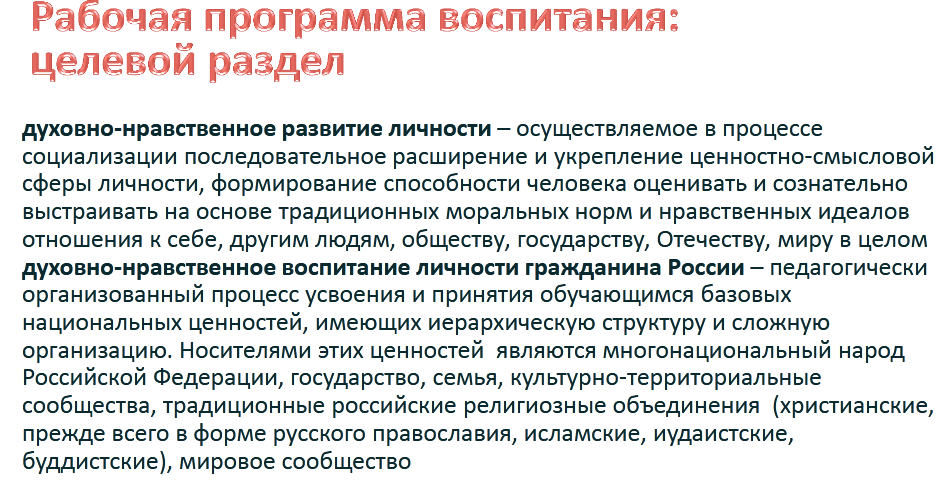 Рабочая программа воспитания:
целевой раздел
духовно-нравственное развитие личности – осуществляемое в процессе
социализации последовательное расширение и укрепление ценностно-смысловой
сферы личности, формирование способности человека оценивать и сознательно
выстраивать на основе традиционных моральных норм и нравственных идеалов
отношения к себе, другим людям, обществу, государству, Отечеству, миру в целом
духовно-нравственное воспитание личности гражданина России – педагогически
организованный процесс усвоения и принятия обучающимся базовых
национальных ценностей, имеющих иерархическую структуру и сложную
организацию. Носителями этих ценностей  являются многонациональный народ
Российской Федерации, государство, семья, культурно-территориальные
сообщества, традиционные российские религиозные объединения  (христианские,
прежде всего в форме русского православия, исламские, иудаистские,
буддистские), мировое сообщество